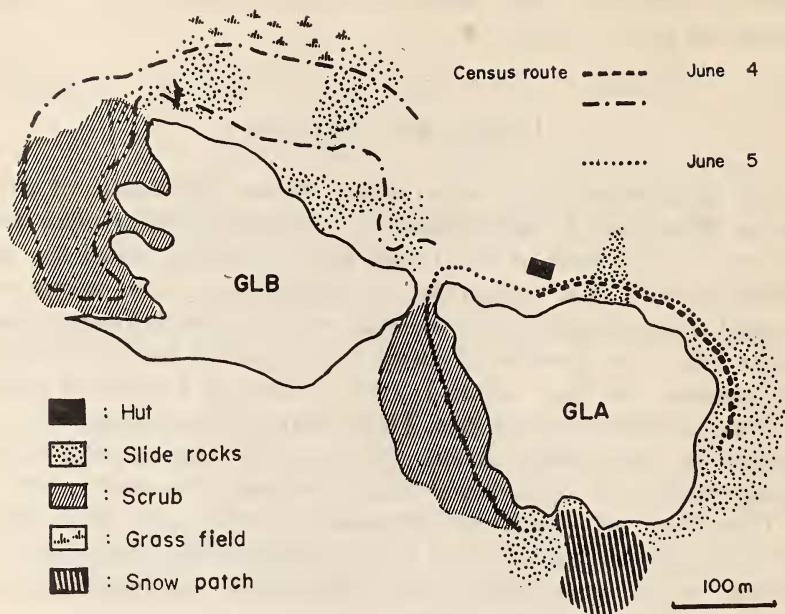 Census route June 4
June 5
GLB
GLA
: Hut
: Slide rocks
: Scrub
: Grass field
: Snow patch
100 m